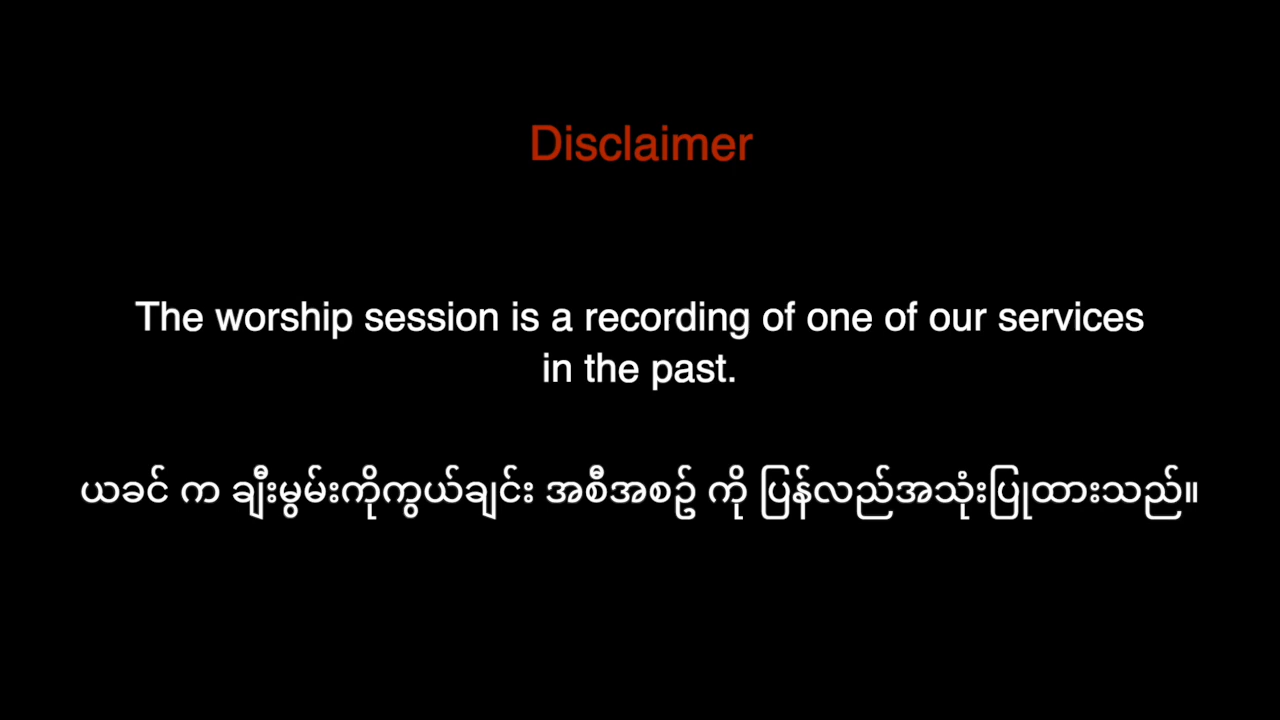 Disclaimer
The worship session is a recording of one of our services
in the past.
ယခင် က ချီးမွမ်းကိုကွယ်ချင်း အစီအစဥ် ကို ပြန်လည်အသုံးပြုထားသည်။